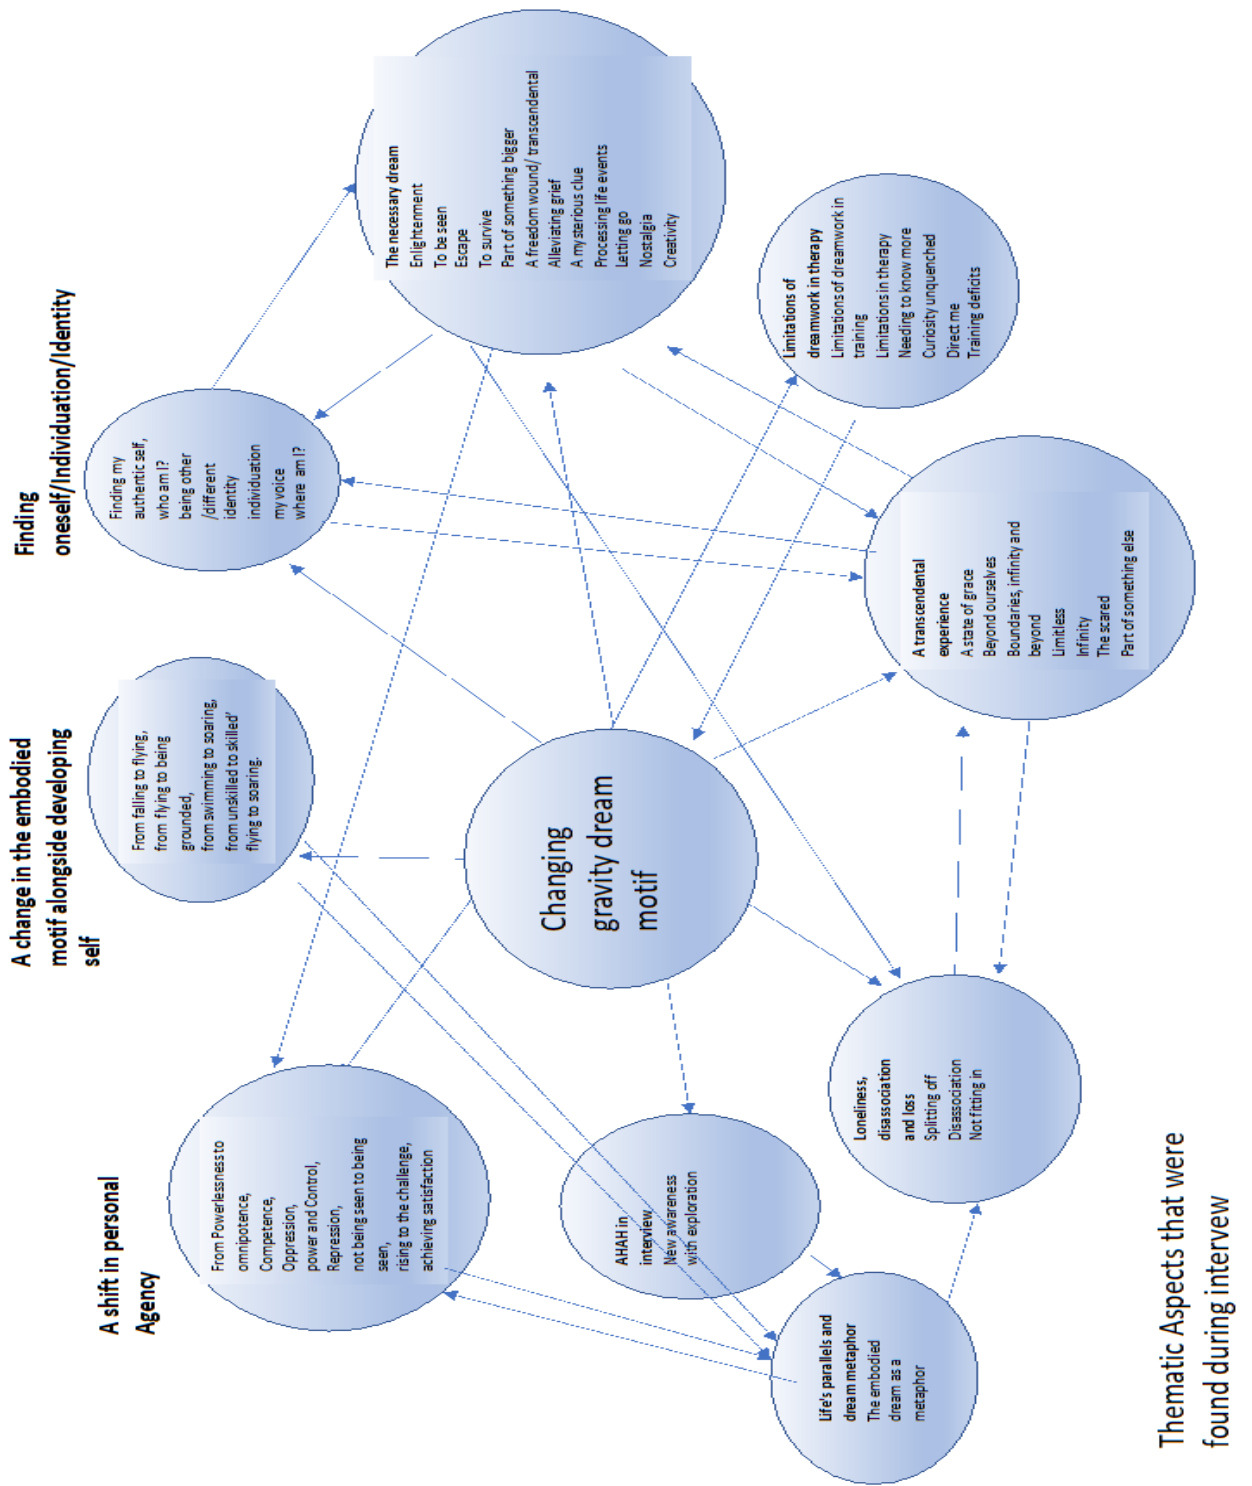 A shift in personal
Agency
A change in the embodied
motif alongside developing
self
Finding
oneself/Individuation/Identity
From Powerlessness to
omnipotence,
Competence,
Oppression,
power and Control,
Repression,
not being seen to being
seen,
rising to the challenge,
achieving satisfaction
From falling to flying,
from flying to being
grounded,
from swimming to soaring,
from unskilled to skilled'
flying to soaring.
Finding my
authentic self,
who am I?
being other
/different
identity
individuation
my voice
where am I?
The necessary dream
Enlightenment
To be seen
Escape
To survive
Part of something bigger
A freedom wound/ transcendental
Alleviating grief
A mysterious clue
Processing life events
Letting go
Nostalgia
Creativity
Changing
gravity dream
motif
AHAH in
interview
New awareness
with exploration
Limitations of
dreamwork in therapy
Limitations of dreamwork in
training
Limitations in therapy
Needing to know more
Curiosity unquenched
Direct me
Training deficits
Life's parallels and
dream metaphor
The embodied
dream as a
metaphor
Loneliness,
disassociation
and loss
Splitting off
Disassociation
Not fitting in
A transcendental
experience
A state of grace
Beyond ourselves
Boundaries, infinity and
beyond
Limitless
Infinity
The scared
Part of something else
Thematic Aspects that were
found during intervew